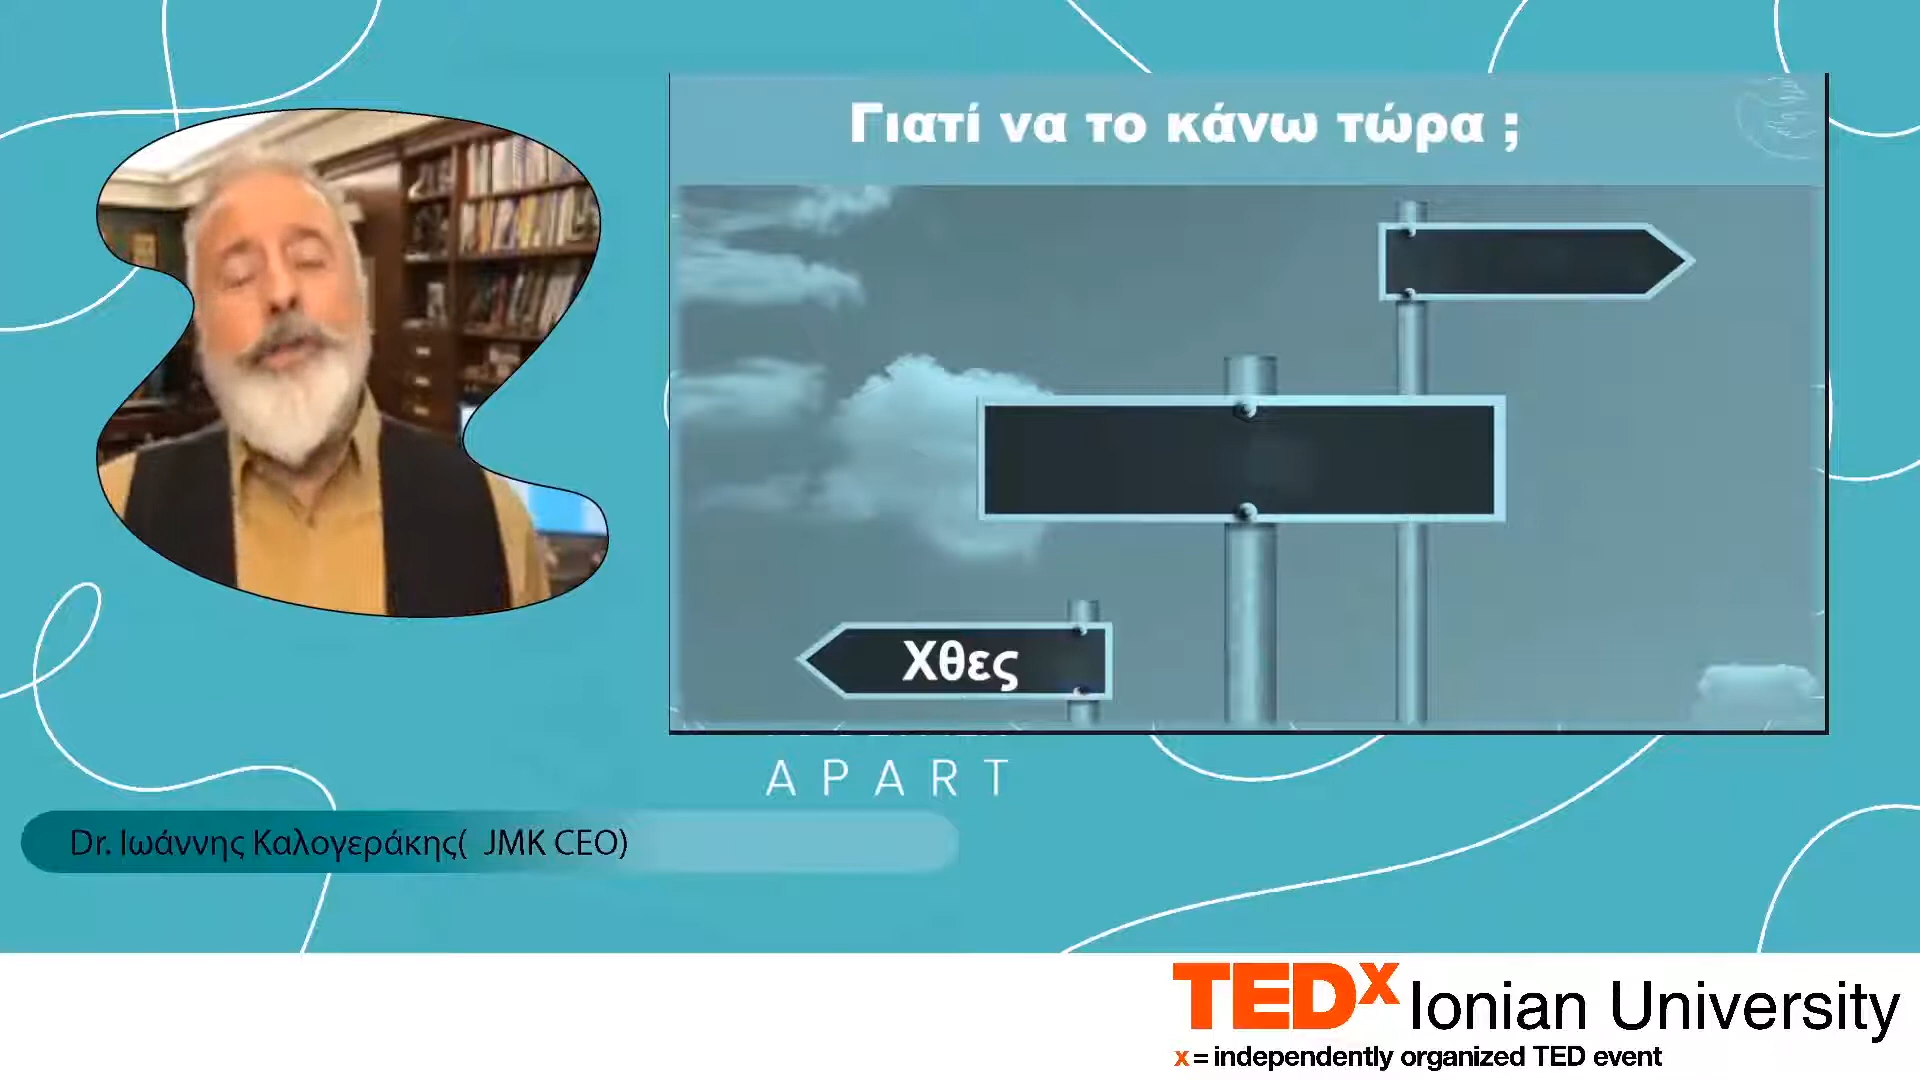 Γιατί να το κάνω τώρα ;
Χθες
APART
Dr. Ιωάννης Καλογεράκης( JMK CEO)
TEDx Ionian University
x = independently organized TED event